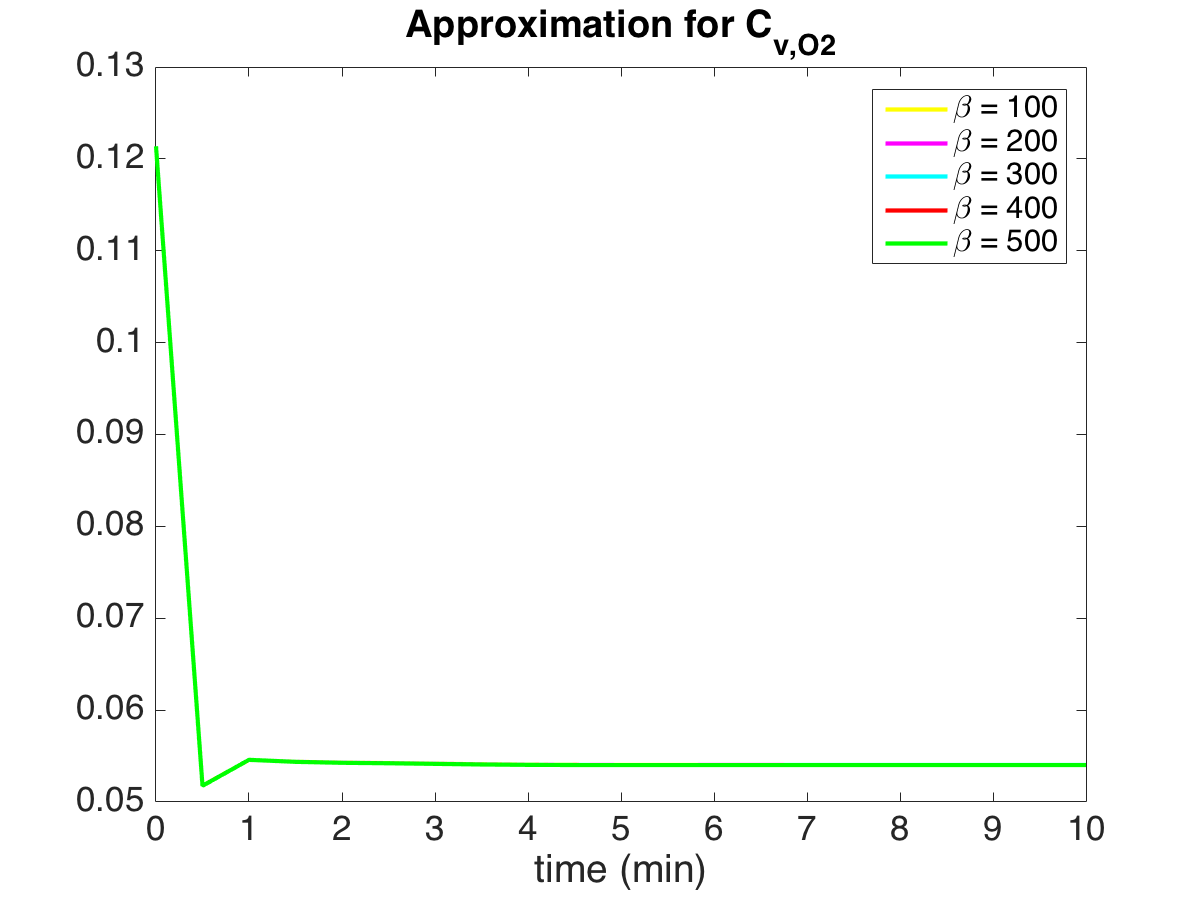 Approximation for C_v,O2
0.13
0.12
0.11
0.1
0.09
0.08
0.07
0.06
0.05
β = 100
β = 200
β = 300
β = 400
β = 500
0 1 2 3 4 5 6 7 8 9 10
time (min)